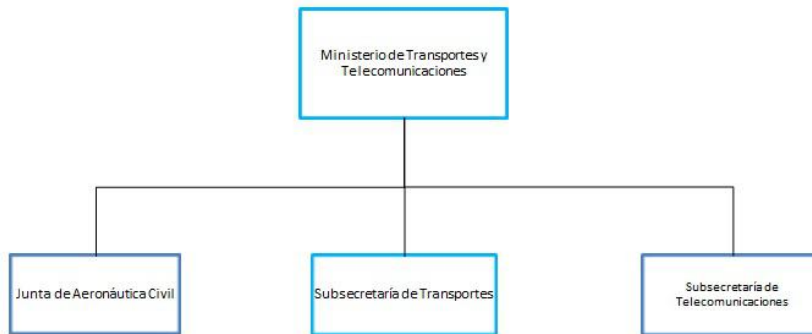 Ministerio de Transportes y
Telecomunicaciones
Junta de Aeronáutica Civil
Subsecretaría de Transportes
Subsecretaría de
Telecomunicaciones